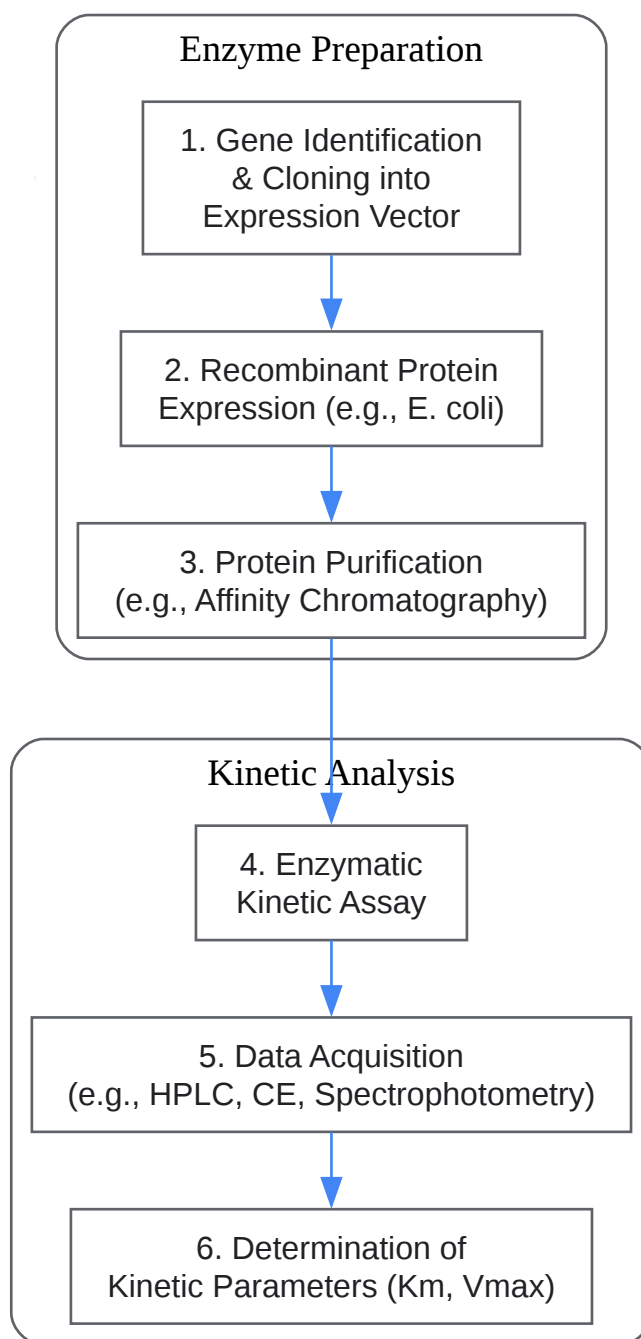 Enzyme Preparation
1. Gene Identification
& Cloning into
Expression Vector
2. Recombinant Protein
Expression (e.g., E. coli)
3. Protein Purification
(e.g., Affinity Chromatography)
Kinetic Analysis
4. Enzymatic
Kinetic Assay
5. Data Acquisition
(e.g., HPLC, CE, Spectrophotometry)
6. Determination of
Kinetic Parameters (Km, Vmax)